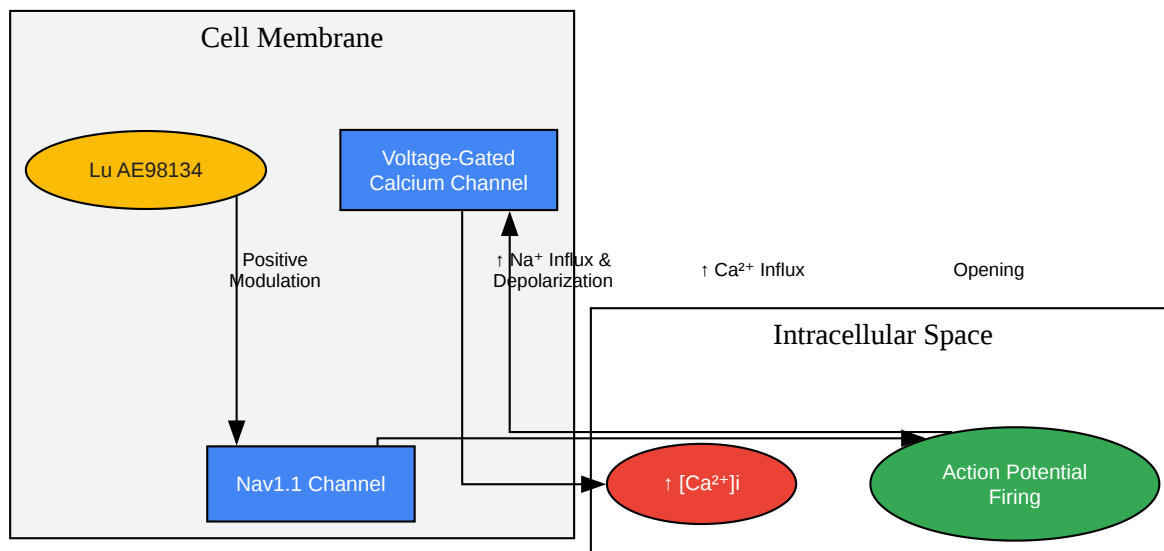 Cell Membrane
Lu AE98134
Voltage-Gated
Calcium Channel
Positive
Modulation
↑ Na⁺ Influx &
Depolarization
↑ Ca²⁺ Influx
Opening
Intracellular Space
Nav1.1 Channel
↑ [Ca²⁺]i
Action Potential
Firing